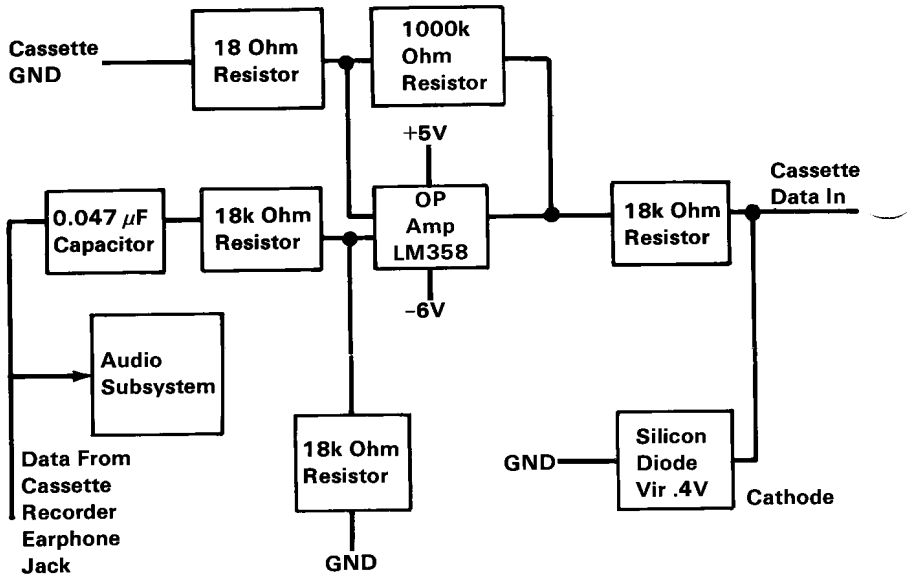 Cassette
GND
18 Ohm
Resistor
1000k
Ohm
Resistor
+5V
0.047 µF
Capacitor
18k Ohm
Resistor
OP
Amp
LM358
-6V
18k Ohm
Resistor
Cassette
Data In
Audio
Subsystem
Data From
Cassette
Recorder
Earphone
Jack
18k Ohm
Resistor
GND
GND
Silicon
Diode
Vir .4V
Cathode